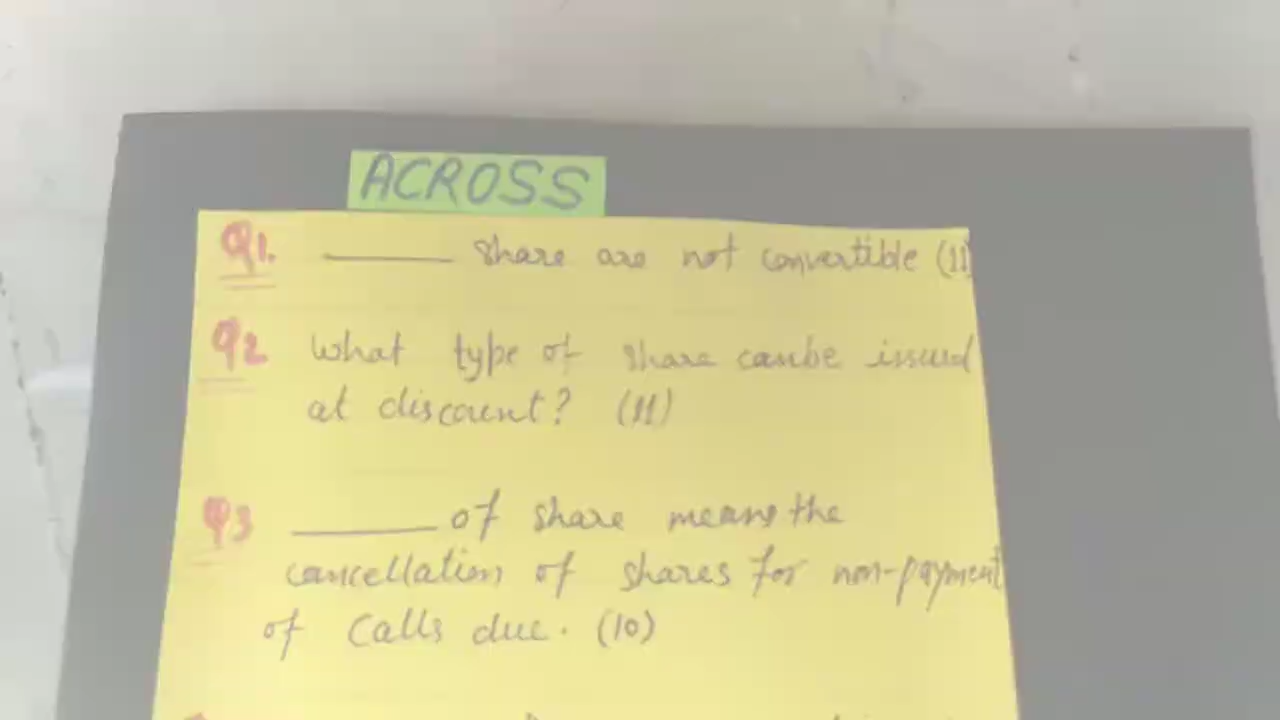 ACROSS
Q1. ______ share are not convertible (11)
Q2 What type of share canbe issued
at discount? (11)
Q3 ______ of share means the
cancellation of shares for non-payment
of Calls due. (10)